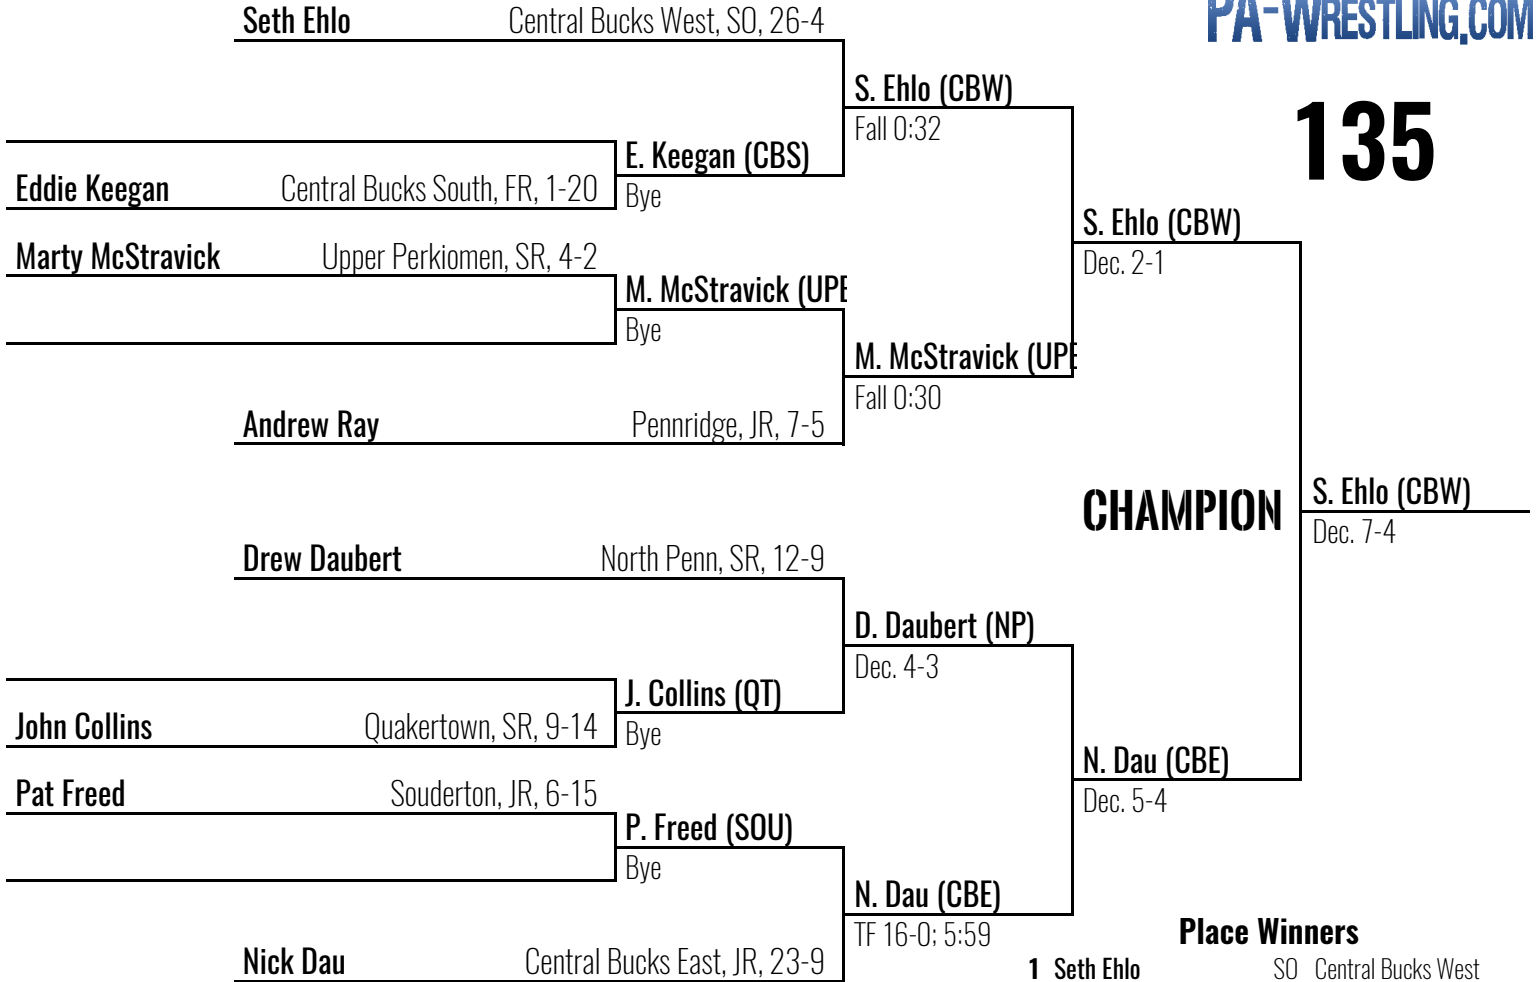 Seth Ehlo Central Bucks West, SO, 26-4
PA-WRESTLING.COM
S. Ehlo (CBW)
Fall 0:32
135
E. Keegan (CBS)
Eddie Keegan Central Bucks South, FR, 1-20
Bye
S. Ehlo (CBW)
Marty McStravick Upper Perkiomen, SR, 4-2
Dec. 2-1
M. McStravick (UPE
Bye
M. McStravick (UPE
Fall 0:30
Andrew Ray Pennridge, JR, 7-5
CHAMPION
S. Ehlo (CBW)
Dec. 7-4
Drew Daubert North Penn, SR, 12-9
D. Daubert (NP)
Dec. 4-3
J. Collins (QT)
John Collins Quakertown, SR, 9-14
Bye
N. Dau (CBE)
Pat Freed Souderton, JR, 6-15
Dec. 5-4
P. Freed (SOU)
Bye
N. Dau (CBE)
TF 16-0; 5:59
Place Winners
Nick Dau Central Bucks East, JR, 23-9
1 Seth Ehlo SO Central Bucks West